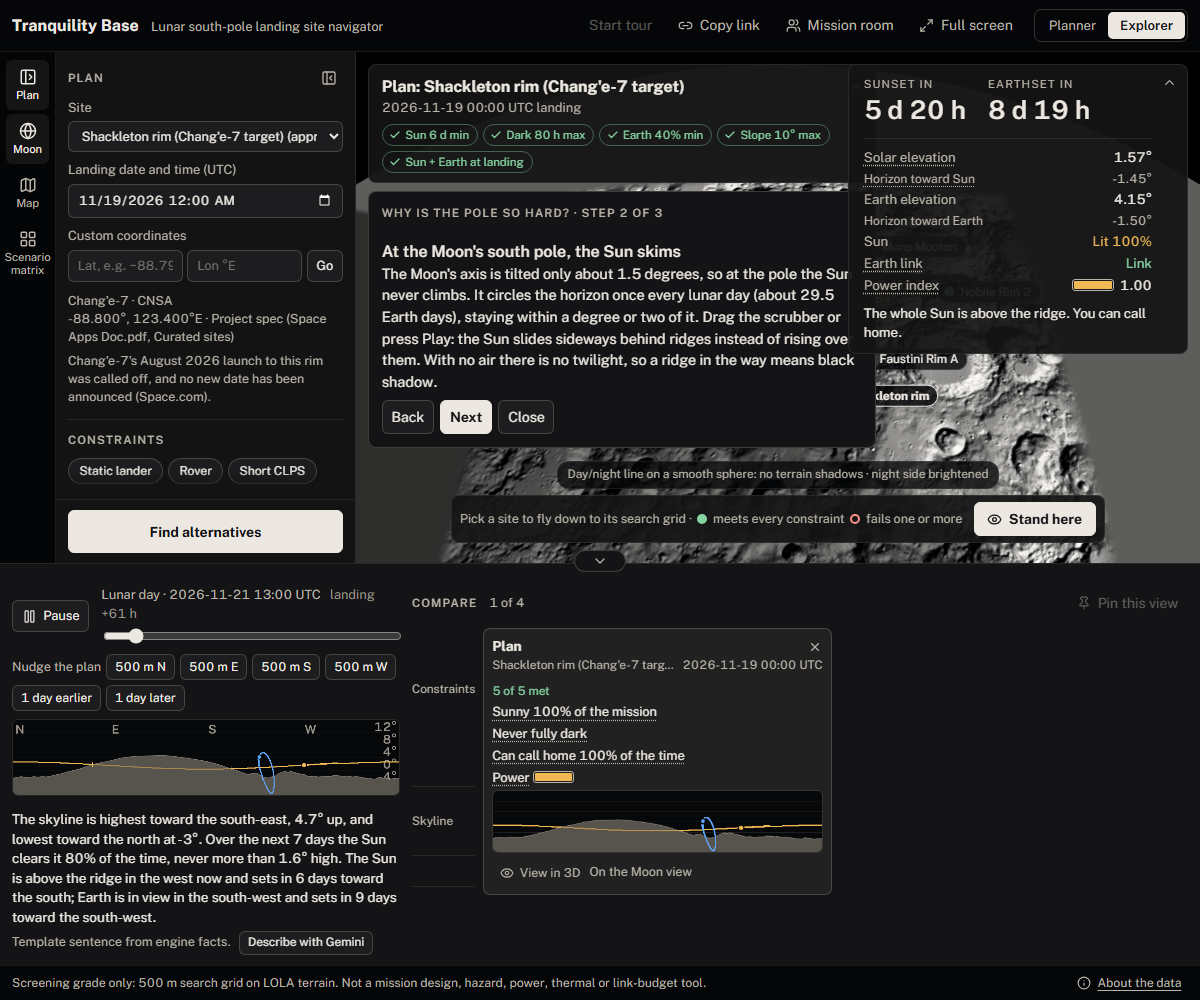 Tranquility Base Lunar south-pole landing site navigator
Start tour Copy link Mission room Full screen Planner Explorer
Plan
Moon
Map
Scenario
matrix
PLAN
Site
Shackleton rim (Chang'e-7 target) (appr
Landing date and time (UTC)
11/19/2026 12:00 AM
Custom coordinates
Lat, e.g. -88.79 Lon °E Go
Chang'e-7 · CNSA
-88.800°, 123.400°E · Project spec (Space
Apps Doc.pdf, Curated sites)
Chang'e-7's August 2026 launch to this rim
was called off, and no new date has been
announced (Space.com).
CONSTRAINTS
Static lander Rover Short CLPS
Find alternatives
Plan: Shackleton rim (Chang'e-7 target)
2026-11-19 00:00 UTC landing
Sun 6 d min Dark 80 h max Earth 40% min Slope 10° max
Sun + Earth at landing
WHY IS THE POLE SO HARD? · STEP 2 OF 3
At the Moon's south pole, the Sun skims
The Moon's axis is tilted only about 1.5 degrees, so at the pole the Sun
never climbs. It circles the horizon once every lunar day (about 29.5
Earth days), staying within a degree or two of it. Drag the scrubber or
press Play: the Sun slides sideways behind ridges instead of rising ove
them. With no air there is no twilight, so a ridge in the way means black
shadow.
Back Next Close
SUNSET IN EARTHSET IN
5 d 20 h 8 d 19 h
Solar elevation 1.57°
Horizon toward Sun -1.45°
Earth elevation 4.15°
Horizon toward Earth -1.50°
Sun Lit 100%
Mons Mouton
Earth link Link
Power index 1.00
Nobile Rim 2
The whole Sun is above the ridge. You can call
home.
Faustini Rim A
kleton rim
Day/night line on a smooth sphere: no terrain shadows · night side brightened
Pick a site to fly down to its search grid · meets every constraint fails one or more Stand here
Pause
Lunar day · 2026-11-21 13:00 UTC landing
+61 h
Nudge the plan 500 m N 500 m E 500 m S 500 m W
1 day earlier 1 day later
N E S W 12°
8°
4°
0°
-4°
The skyline is highest toward the south-east, 4.7° up, and
lowest toward the north at -3°. Over the next 7 days the Sun
clears it 80% of the time, never more than 1.6° high. The Sun
is above the ridge in the west now and sets in 6 days toward
the south; Earth is in view in the south-west and sets in 9 days
toward the south-west.
Template sentence from engine facts. Describe with Gemini
COMPARE 1 of 4 Pin this view
Plan
Shackleton rim (Chang'e-7 targ... 2026-11-19 00:00 UTC
Constraints
5 of 5 met
Sunny 100% of the mission
Never fully dark
Can call home 100% of the time
Power
Skyline
View in 3D On the Moon view
Screening grade only: 500 m search grid on LOLA terrain. Not a mission design, hazard, power, thermal or link-budget tool.
About the data